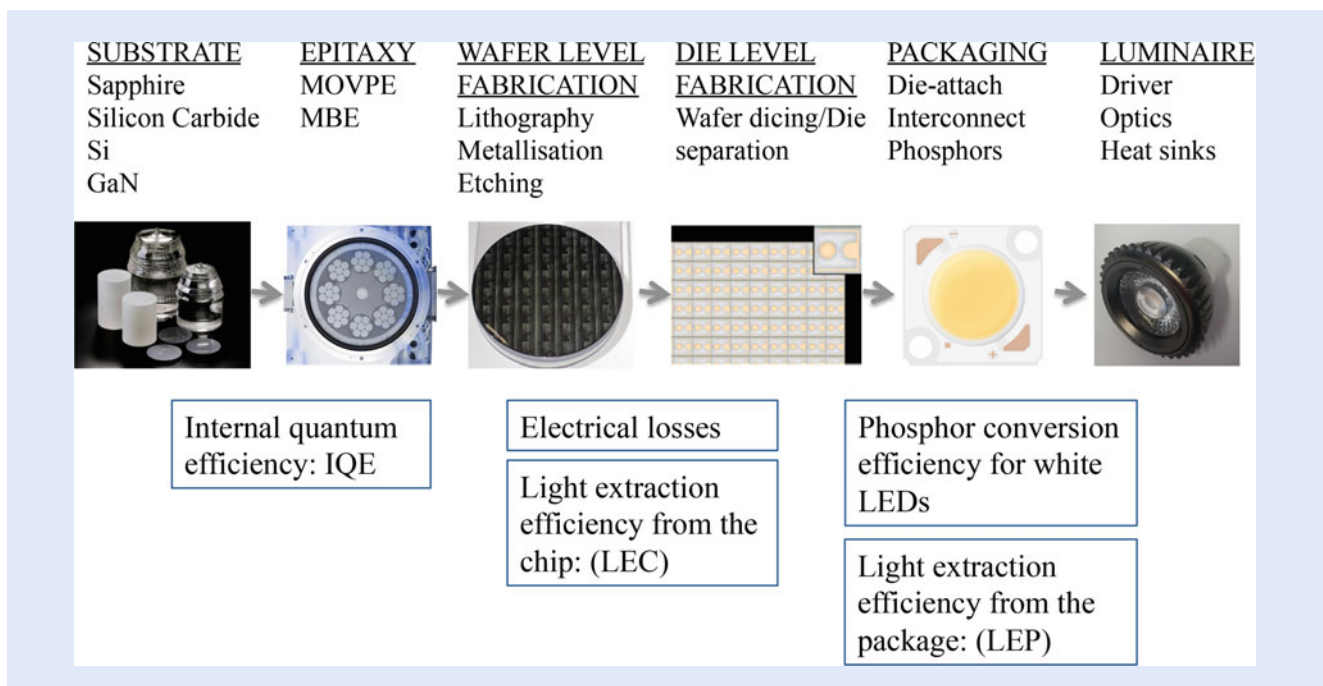 SUBSTRATE
Sapphire
Silicon Carbide
Si
GaN
EPITAXY
MOVPE
MBE
WAFER LEVEL
FABRICATION
Lithography
Metallisation
Etching
DIE LEVEL
FABRICATION
Wafer dicing/Die
separation
PACKAGING
Die-attach
Interconnect
Phosphors
LUMINAIRE
Driver
Optics
Heat sinks
Internal quantum
efficiency: IQE
Electrical losses
Light extraction
efficiency from the
chip: (LEC)
Phosphor conversion
efficiency for white
LEDs
Light extraction
efficiency from the
package: (LEP)